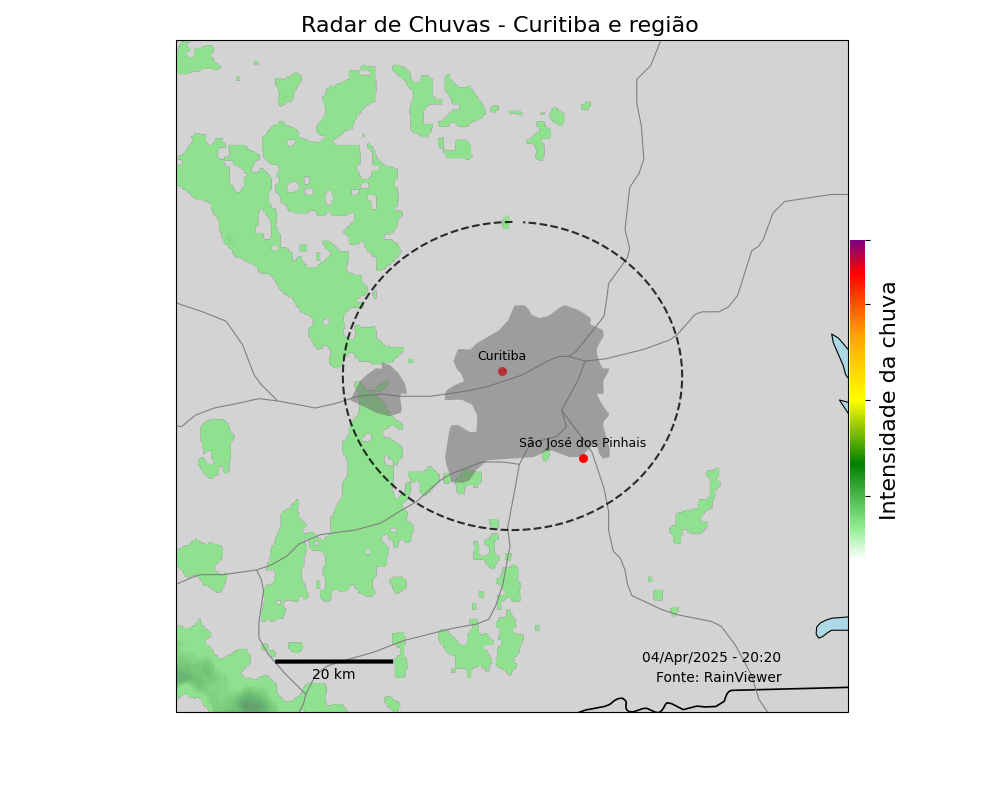 Radar de Chuvas - Curitiba e região
Curitiba
São José dos Pinhais
Intensidade da chuva
20 km
04/Apr/2025 - 20:20
Fonte: RainViewer